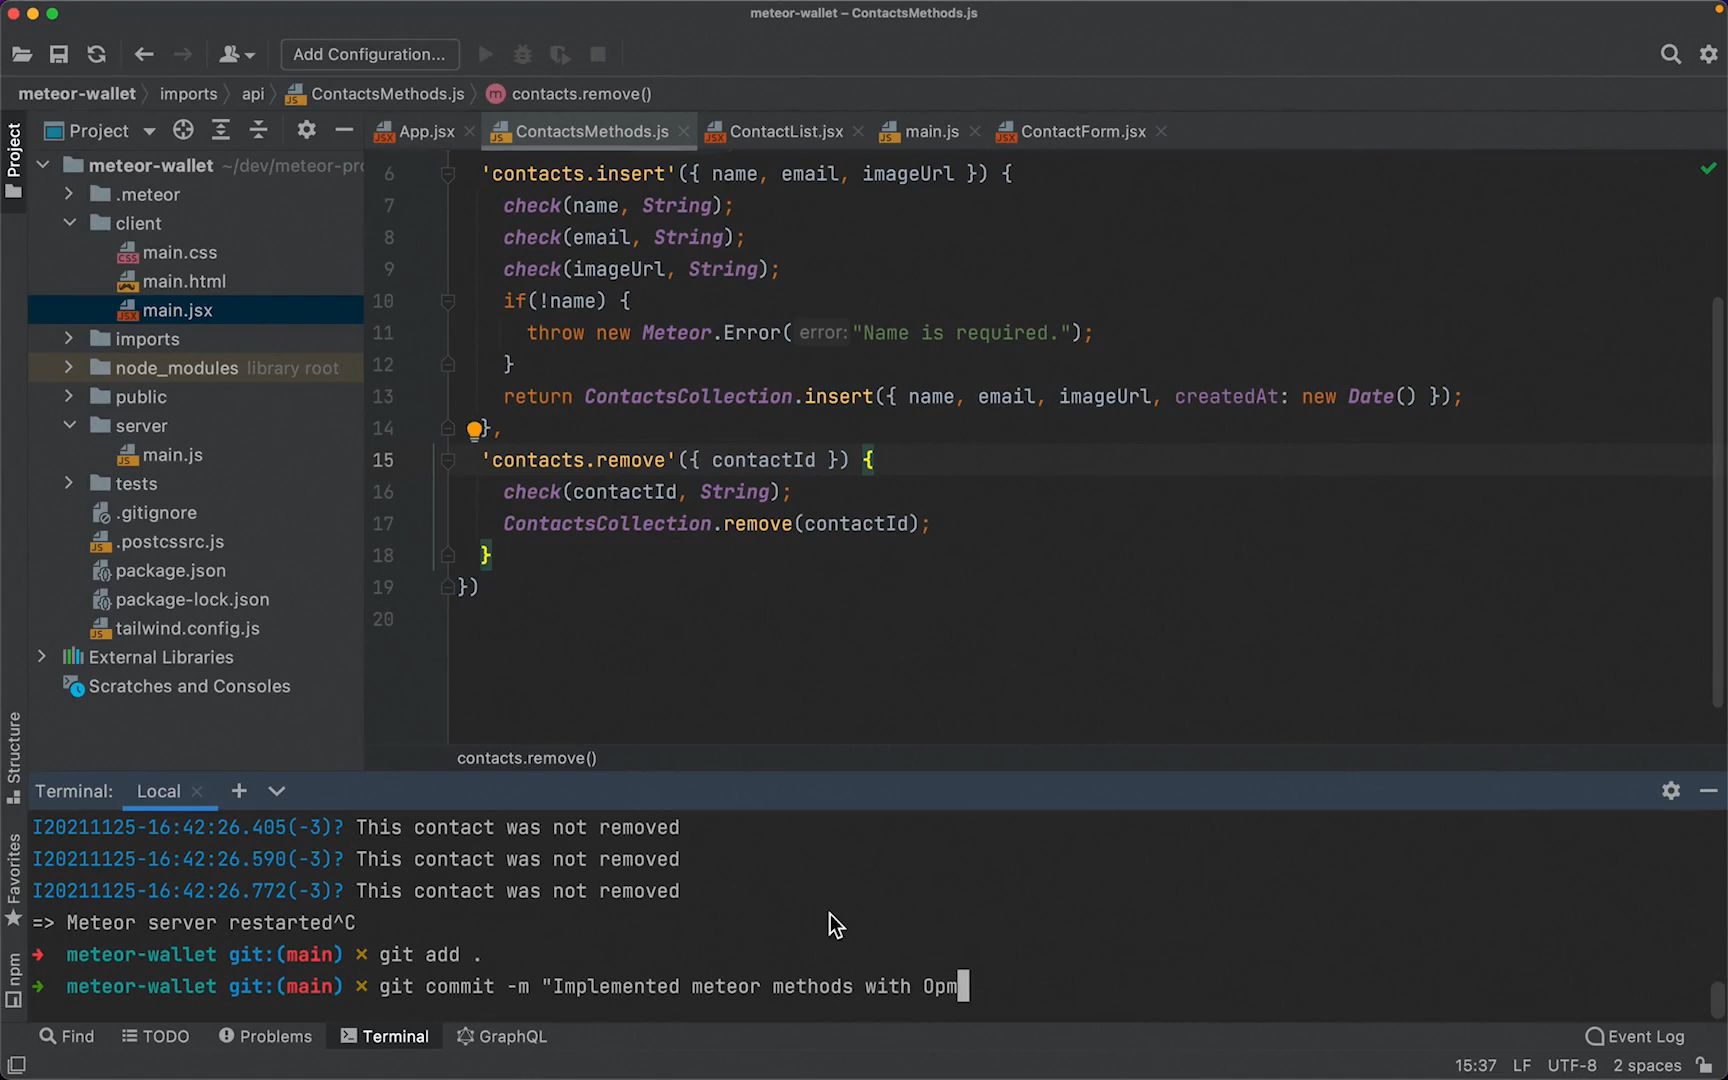 meteor-wallet – ContactsMethods.js
Add Configuration...
meteor-wallet imports api ContactsMethods.js contacts.remove()
Project
Project
App.jsx
ContactsMethods.js
ContactList.jsx
main.js
ContactForm.jsx
meteor-wallet ~/dev/meteor-pro
.meteor
client
main.css
main.html
main.jsx
imports
node_modules library root
public
server
main.js
tests
.gitignore
.postcssrc.js
package.json
package-lock.json
tailwind.config.js
External Libraries
Scratches and Consoles
6 'contacts.insert'({ name, email, imageUrl }) {
7 check(name, String);
8 check(email, String);
9 check(imageUrl, String);
10 if(!name) {
11 throw new Meteor.Error( error: "Name is required.");
12 }
13 return ContactsCollection.insert({ name, email, imageUrl, createdAt: new Date() });
14 },
15 'contacts.remove'({ contactId }) {
16 check(contactId, String);
17 ContactsCollection.remove(contactId);
18 }
19 })
20
contacts.remove()
Structure
Favorites
npm
Terminal: Local
I20211125-16:42:26.405(-3)? This contact was not removed
I20211125-16:42:26.590(-3)? This contact was not removed
I20211125-16:42:26.772(-3)? This contact was not removed
=> Meteor server restarted^C
→ meteor-wallet git:(main) × git add .
→ meteor-wallet git:(main) × git commit -m "Implemented meteor methods with Opm
Find TODO Problems Terminal GraphQL Event Log
15:37 LF UTF-8 2 spaces